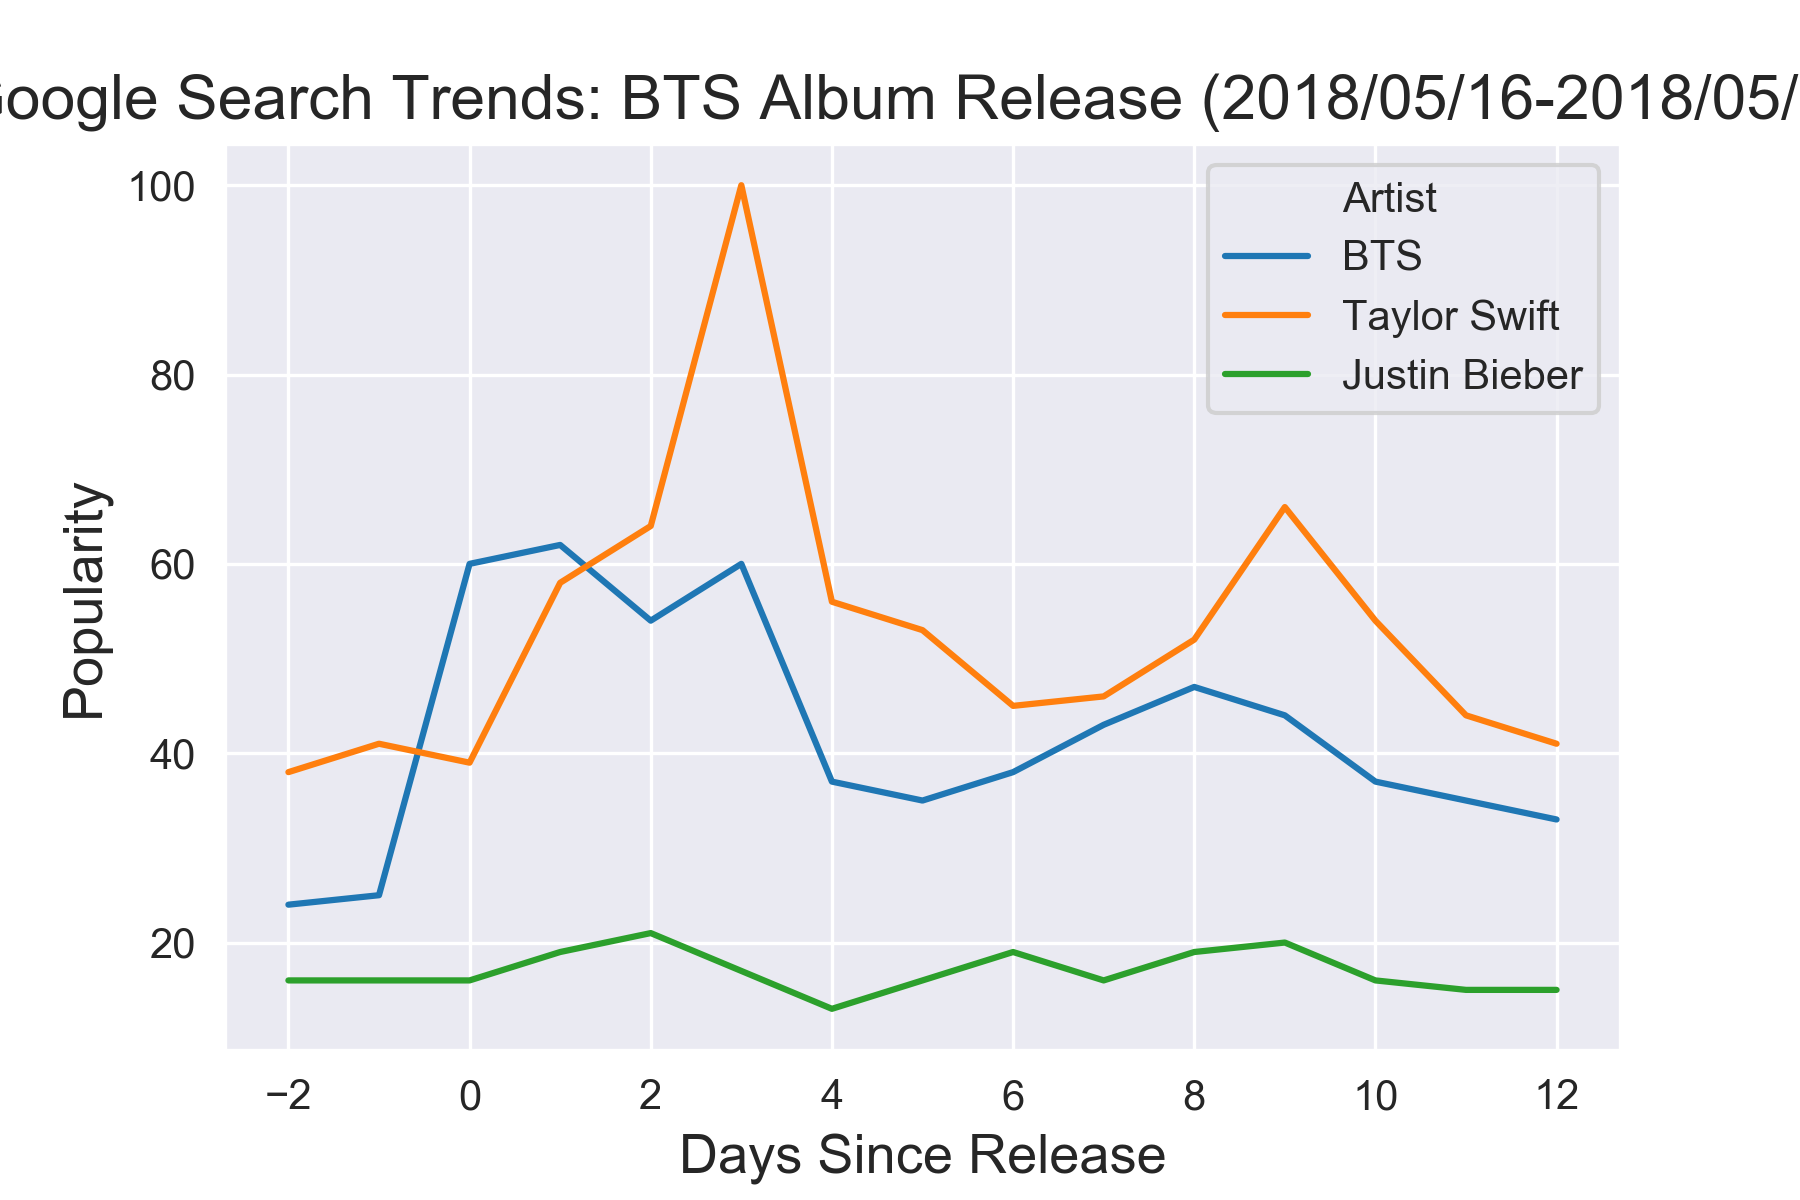 Google Search Trends: BTS Album Release (2018/05/16-2018/05/
100
80
60
40
20
Popularity
Artist
BTS
Taylor Swift
Justin Bieber
−2 0 2 4 6 8 10 12
Days Since Release